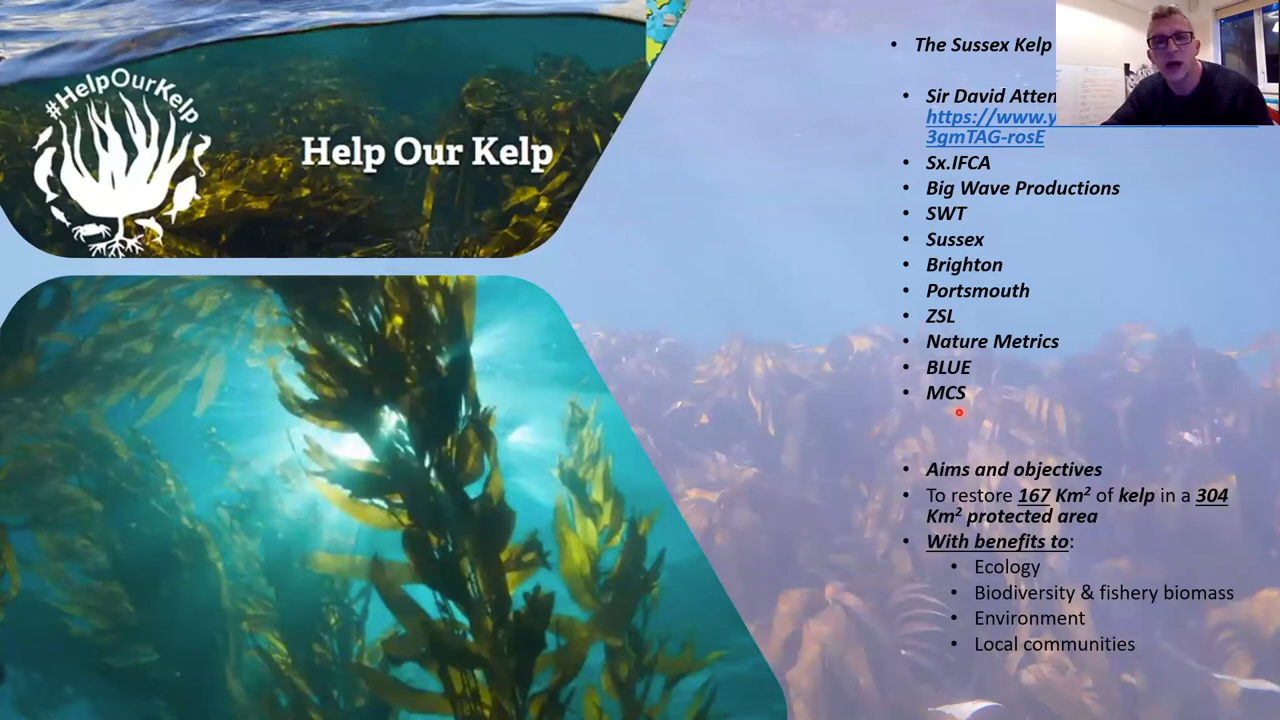 #HelpOurKelp
Help Our Kelp
• The Sussex Kelp
• Sir David Atten
https://www.y
3gmTAG-rosE
• Sx.IFCA
• Big Wave Productions
• SWT
• Sussex
• Brighton
• Portsmouth
• ZSL
• Nature Metrics
• BLUE
• MCS
• Aims and objectives
• To restore 167 Km² of kelp in a 304
Km² protected area
• With benefits to:
• Ecology
• Biodiversity & fishery biomass
• Environment
• Local communities